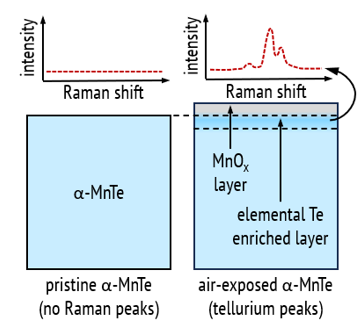 intensity
Raman shift
intensity
Raman shift
α-MnTe
MnOₓ
layer
elemental Te
enriched layer
pristine α-MnTe
(no Raman peaks)
air-exposed α-MnTe
(tellurium peaks)